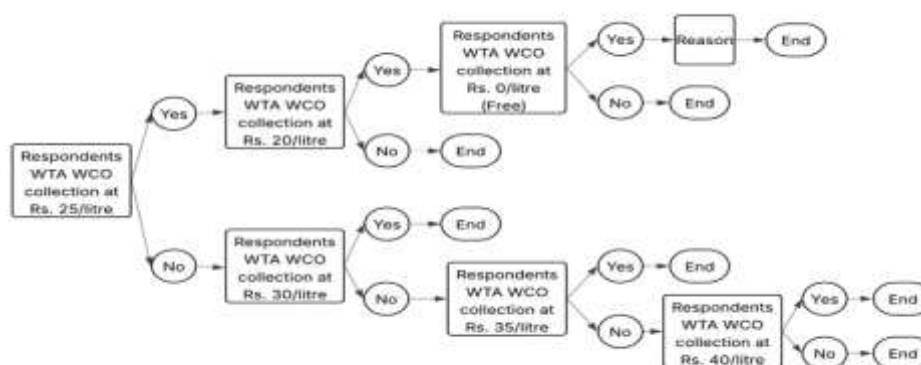 Respondents
WTA WCO
collection at
Rs. 25/litre
Yes
Respondents
WTA WCO
collection at
Rs. 20/litre
Yes
Respondents
WTA WCO
collection at
Rs. 0/litre
(Free)
Yes
Reason
End
No
End
No
End
No
Respondents
WTA WCO
collection at
Rs. 30/litre
Yes
End
No
Respondents
WTA WCO
collection at
Rs. 35/litre
Yes
End
No
Respondents
WTA WCO
collection at
Rs. 40/litre
Yes
End
No
End